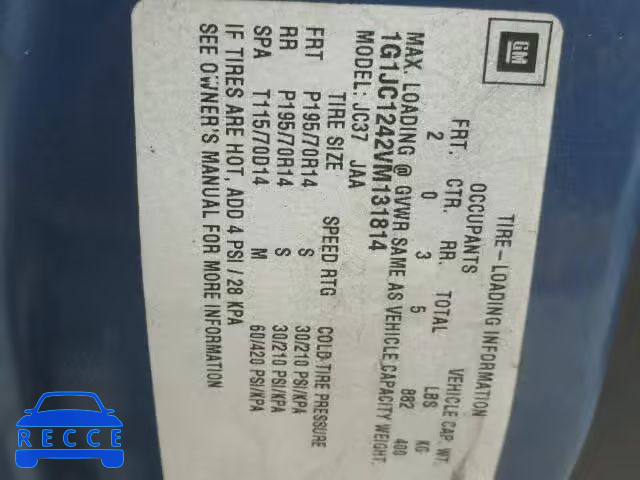 GM
TIRE-LOADING INFORMATION
OCCUPANTS VEHICLE CAP. WT.
FRT. CTR. RR. TOTAL LBS KG
2 0 3 5 882 400
MAX. LOADING @ GVWR SAME AS VEHICLE CAPACITY WEIGHT.
1G1JC1242VM131814
MODEL: JC37 JAA
TIRE SIZE SPEED RTG COLD TIRE PRESSURE
FRT P195/70R14 S 30/210 PSI/KPA
RR P195/70R14 S 30/210 PSI/KPA
SPA T115/70D14 M 60/420 PSI/KPA
IF TIRES ARE HOT, ADD 4 PSI / 28 KPA
SEE OWNER'S MANUAL FOR MORE INFORMATION
RECCE